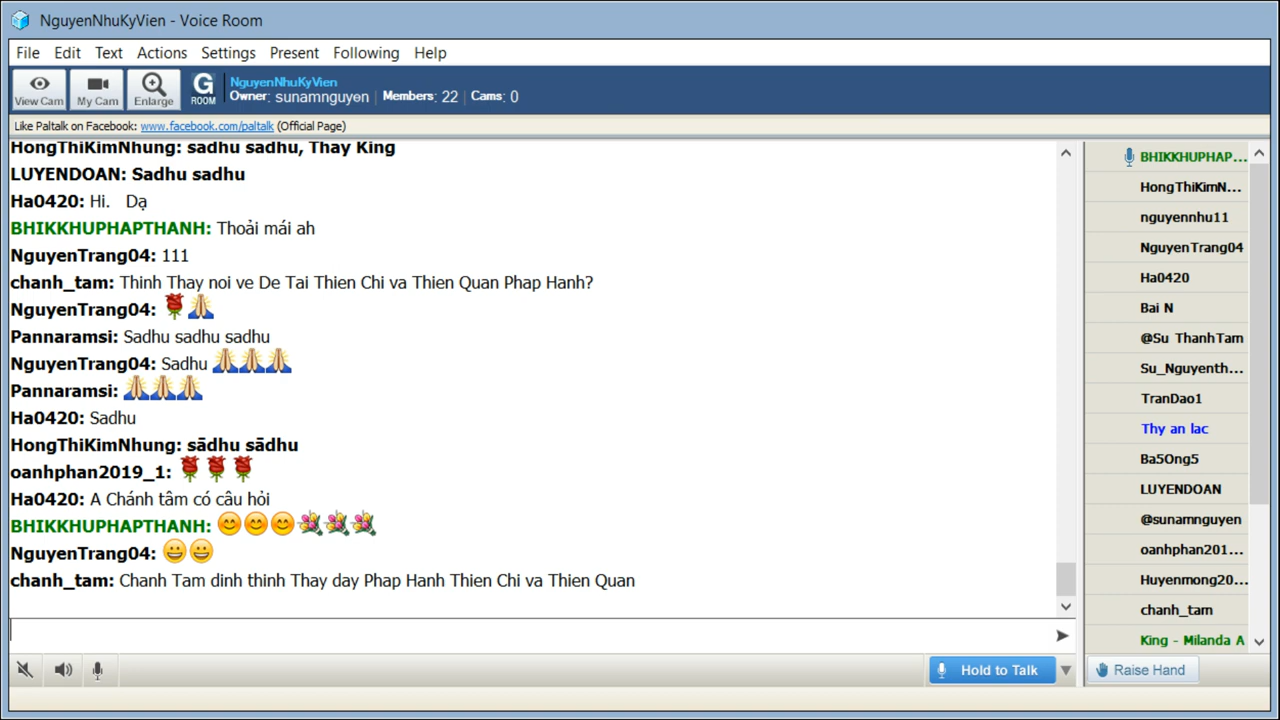 NguyenNhuKyVien - Voice Room
File Edit Text Actions Settings Present Following Help
View Cam My Cam Enlarge G ROOM NguyenNhuKyVien
Owner: sunamnguyen | Members: 22 | Cams: 0
Like Paltalk on Facebook: www.facebook.com/paltalk (Official Page)
HongThiKimNhung: sadhu sadhu, Thay King
LUYENDOAN: Sadhu sadhu
Ha0420: Hi. Dạ
BHIKKHUPHAPTHANH: Thoải mái ah
NguyenTrang04: 111
chanh_tam: Thinh Thay noi ve De Tai Thien Chi va Thien Quan Phap Hanh?
NguyenTrang04: 🌹🙏
Pannaramsi: Sadhu sadhu sadhu
NguyenTrang04: Sadhu 🙏🙏🙏
Pannaramsi: 🙏🙏🙏
Ha0420: Sadhu
HongThiKimNhung: sādhu sādhu
oanhphan2019_1: 🌹🌹🌹
Ha0420: A Chánh tâm có câu hỏi
BHIKKHUPHAPTHANH: 😊😊😊💐💐💐
NguyenTrang04: 😀😀
chanh_tam: Chanh Tam dinh thinh Thay day Phap Hanh Thien Chi va Thien Quan
BHIKKHUPHAP...
HongThiKimN...
nguyennhu11
NguyenTrang04
Ha0420
Bai N
@Su ThanhTam
Su_Nguyenth...
TranDao1
Thy an lac
Ba5Ong5
LUYENDOAN
@sunamnguyen
oanhphan201...
Huyenmong20...
chanh_tam
King - Milanda A
Hold to Talk
Raise Hand